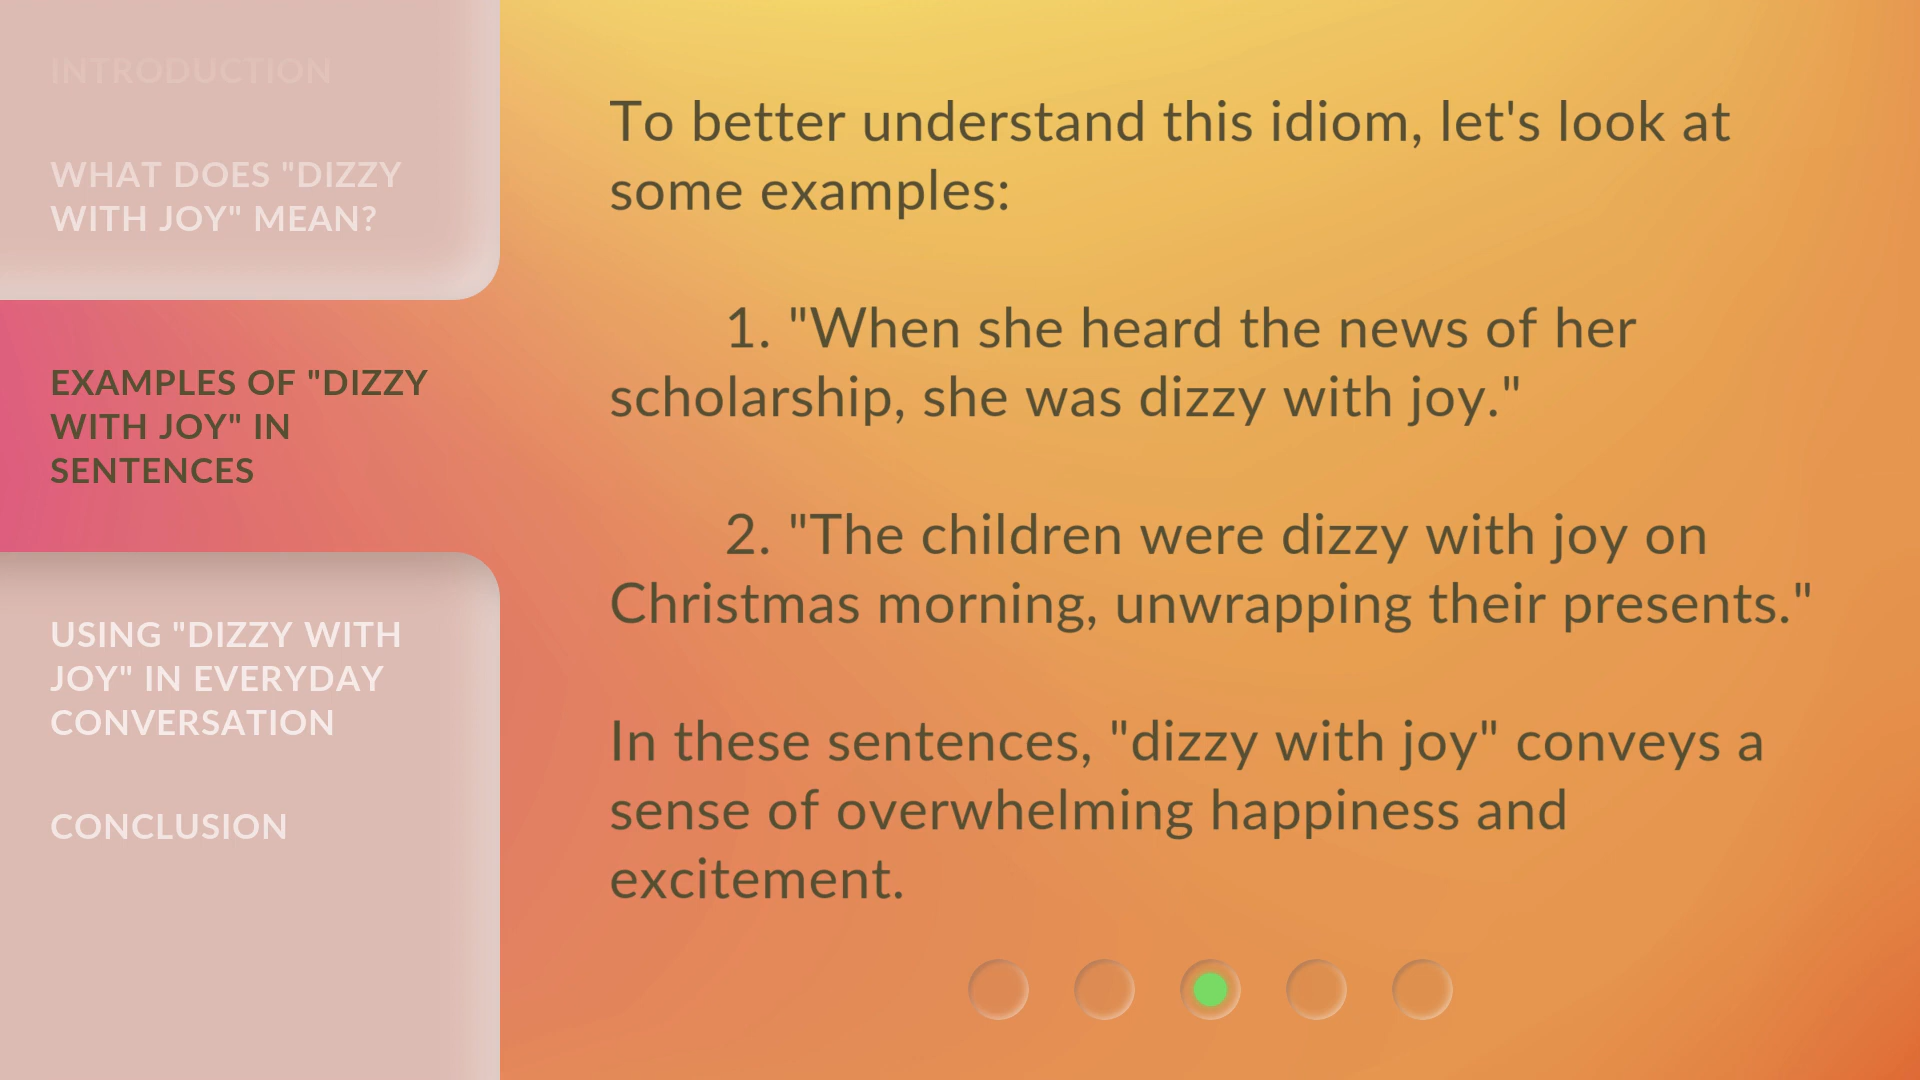 INTRODUCTION
WHAT DOES "DIZZY
WITH JOY" MEAN?
EXAMPLES OF "DIZZY
WITH JOY" IN
SENTENCES
USING "DIZZY WITH
JOY" IN EVERYDAY
CONVERSATION
CONCLUSION
To better understand this idiom, let's look at
some examples:
1. "When she heard the news of her
scholarship, she was dizzy with joy."
2. "The children were dizzy with joy on
Christmas morning, unwrapping their presents."
In these sentences, "dizzy with joy" conveys a
sense of overwhelming happiness and
excitement.